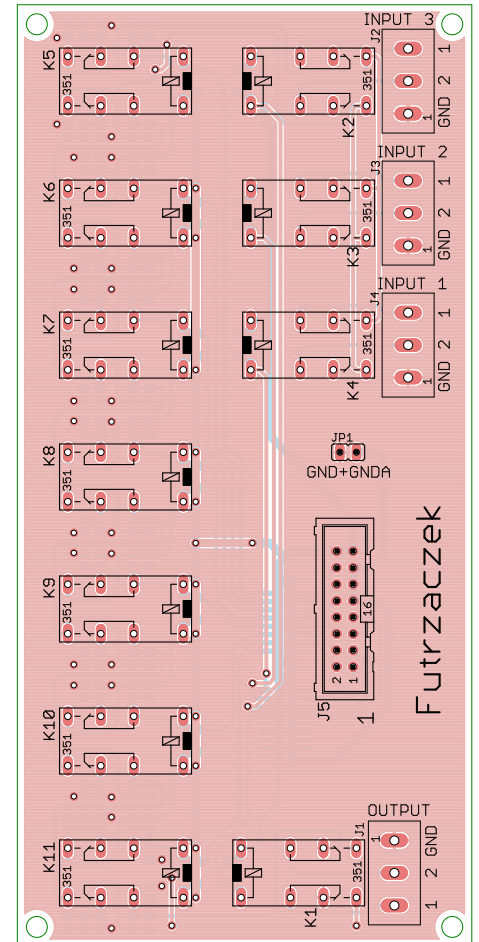 INPUT 3
K5
351
351
K2
J2
1
2
1
GND
INPUT 2
K6
351
351
K3
J3
1
2
1
GND
INPUT 1
K7
351
351
K4
J4
1
2
1
GND
K8
351
JP1
GND+GNDA
K9
351
16
2 1
J5
1
Futrzaczek
K10
351
OUTPUT
K11
351
351
K1
J1
1
GND
2
1